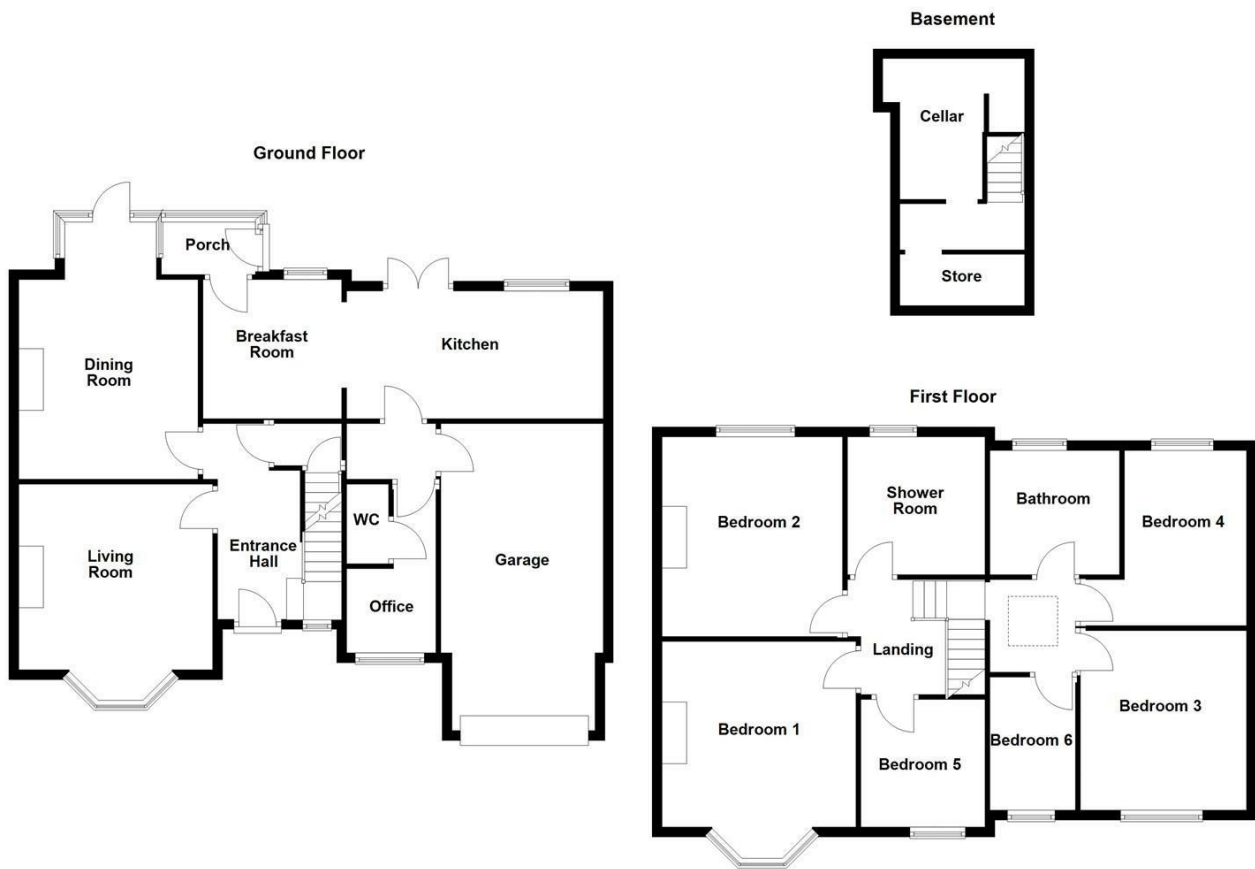 Basement
Cellar
Store
Ground Floor
Porch
Breakfast
Room
Kitchen
Dining
Room
WC
Living
Room
Entrance
Hall
Garage
Office
First Floor
Shower
Room
Bathroom
Bedroom 2
Bedroom 4
Landing
Bedroom 1
Bedroom 3
Bedroom 6
Bedroom 5